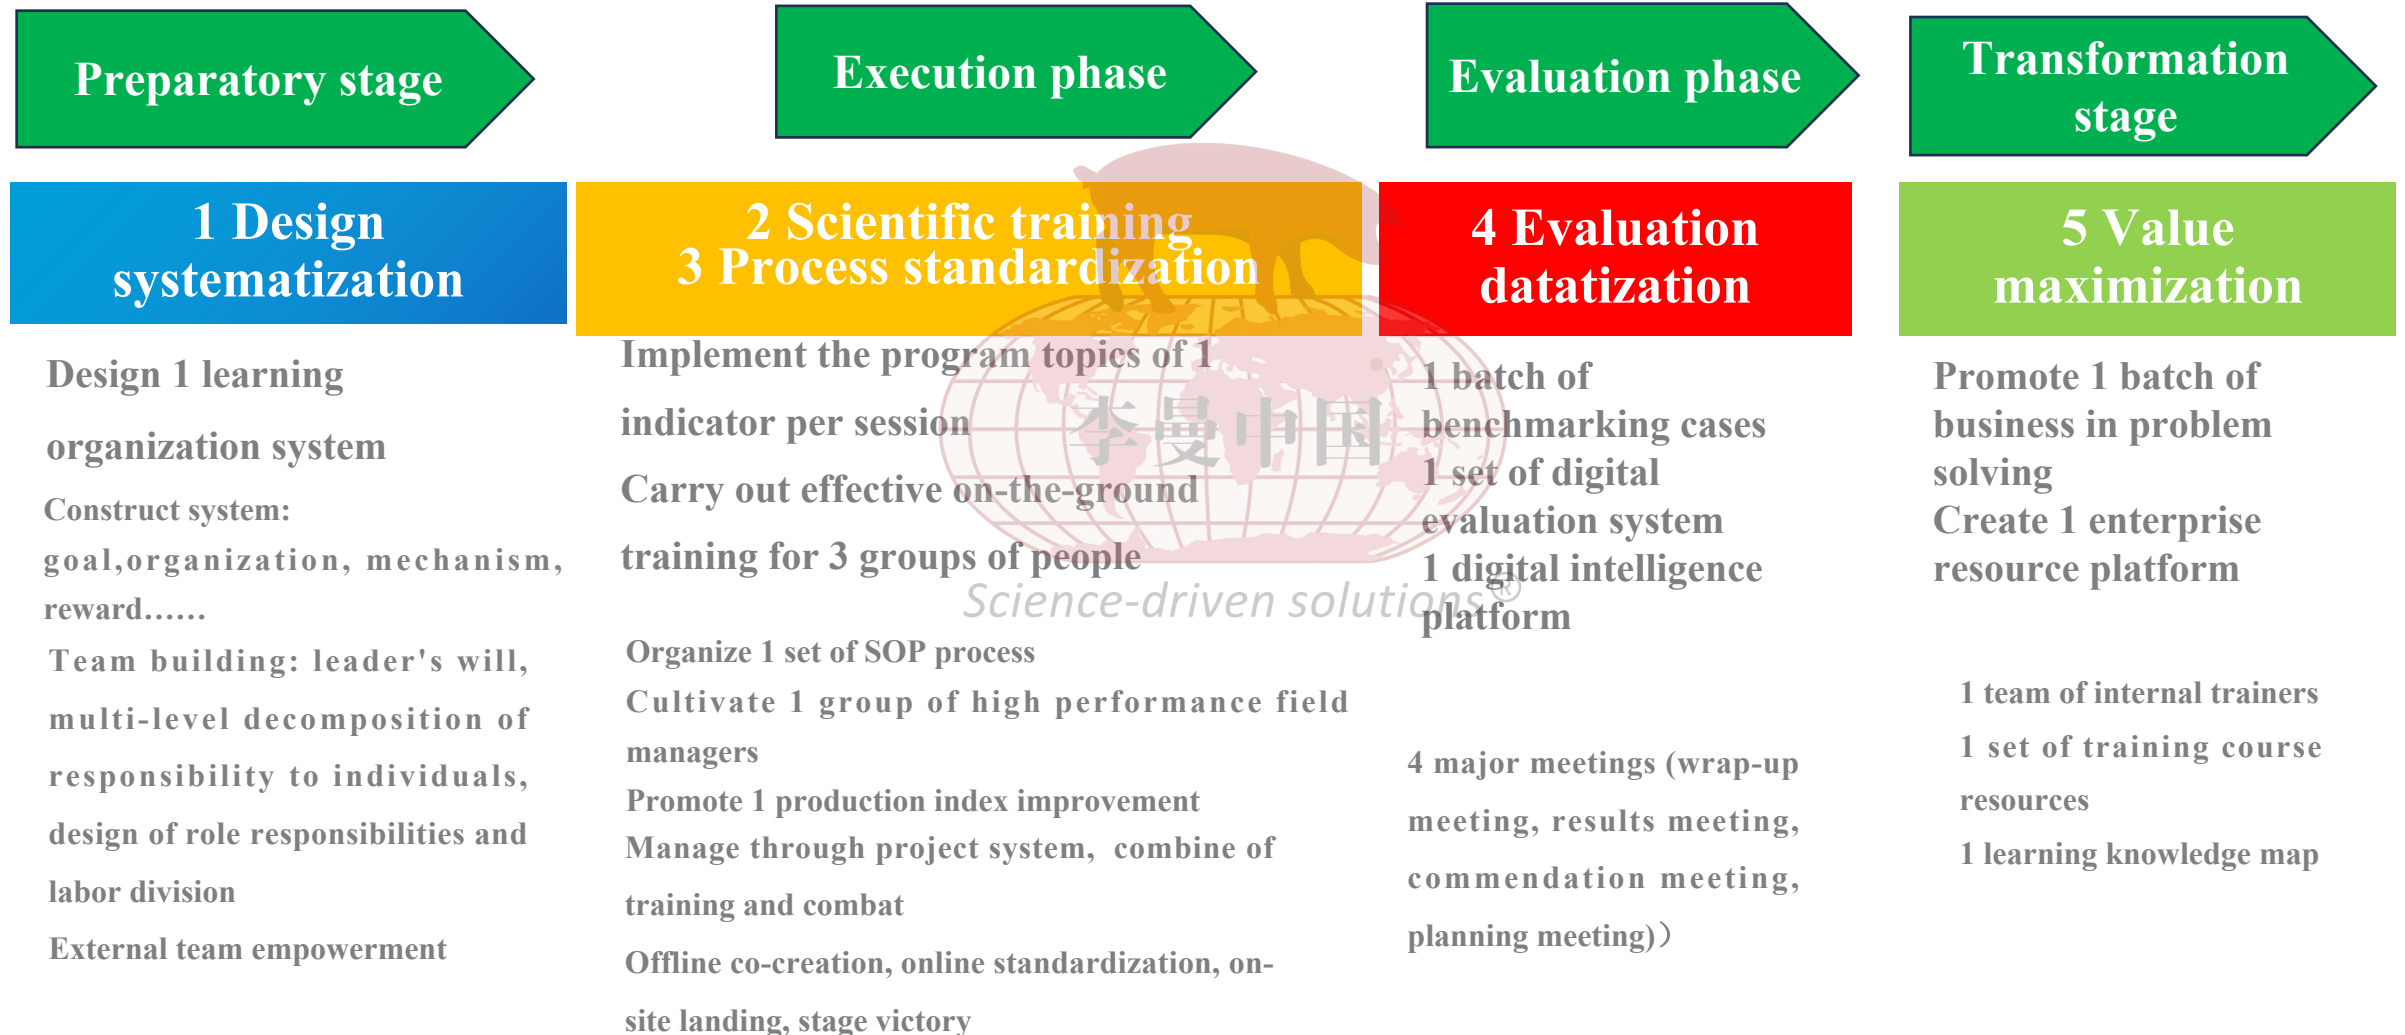 Preparatory stage
Execution phase
Evaluation phase
Transformation
stage
1 Design
systematization
2 Scientific training
3 Process standardization
4 Evaluation
datatization
5 Value
maximization
Design 1 learning
organization system
Construct system:
goal,organization, mechanism,
reward……
Team building: leader's will,
multi-level decomposition of
responsibility to individuals,
design of role responsibilities and
labor division
External team empowerment
Implement the program topics of 1
indicator per session
Carry out effective on-the-ground
training for 3 groups of people
Organize 1 set of SOP process
Cultivate 1 group of high performance field
managers
Promote 1 production index improvement
Manage through project system, combine of
training and combat
Offline co-creation, online standardization, on-
site landing, stage victory
1 batch of
benchmarking cases
1 set of digital
evaluation system
1 digital intelligence
platform
4 major meetings (wrap-up
meeting, results meeting,
commendation meeting,
planning meeting)）
Promote 1 batch of
business in problem
solving
Create 1 enterprise
resource platform
1 team of internal trainers
1 set of training course
resources
1 learning knowledge map
李曼中国
Science-driven solutions®